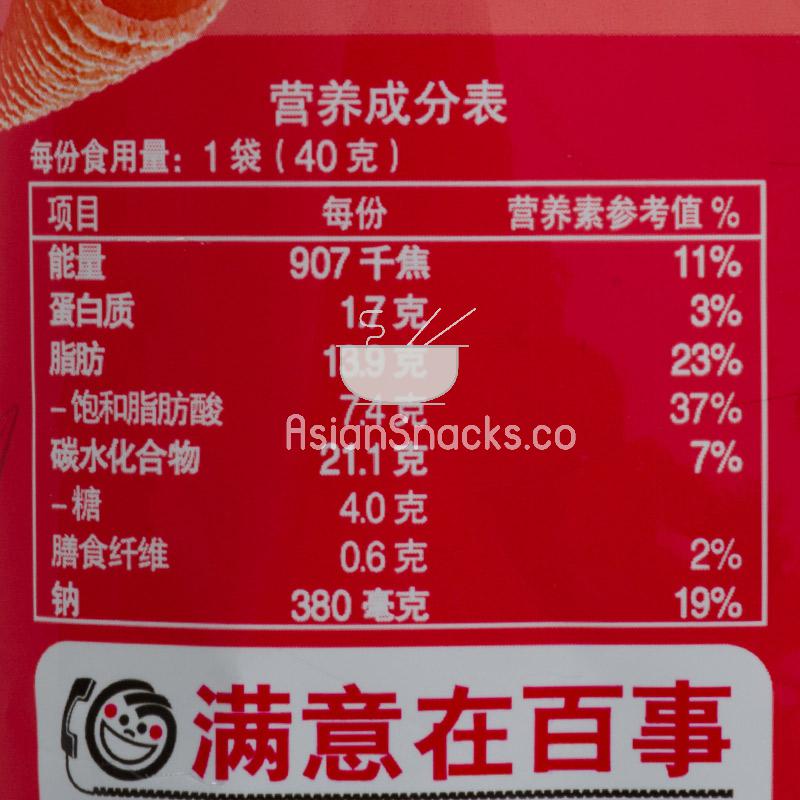 营养成分表
每份食用量：1 袋（40 克）
项目 每份 营养素参考值 %
能量 907 千焦 11%
蛋白质 1.7 克 3%
脂肪 13.9 克 23%
–饱和脂肪酸 7.4 克 37%
AsianSnacks.co
碳水化合物 21.1 克 7%
–糖 4.0 克
膳食纤维 0.6 克 2%
钠 380 毫克 19%
满意在百事